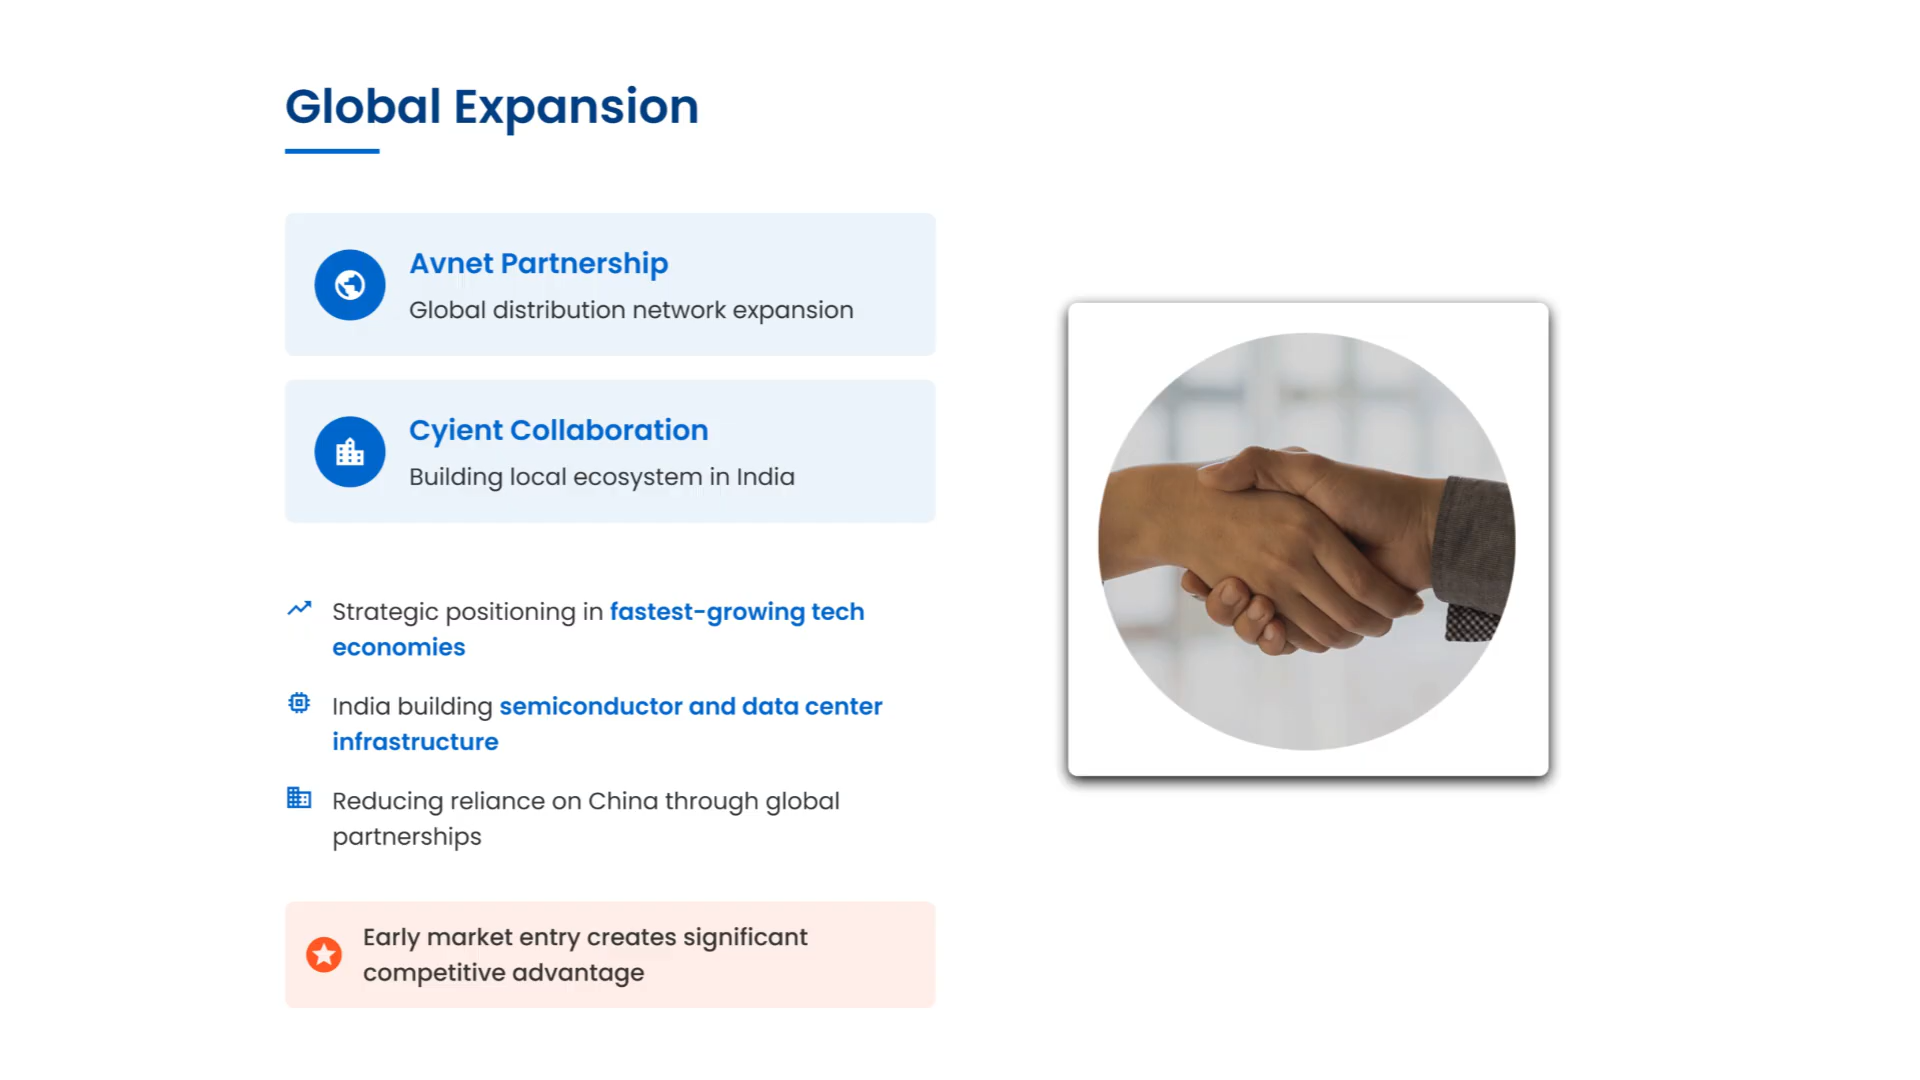 Global Expansion
Avnet Partnership
Global distribution network expansion
Cyient Collaboration
Building local ecosystem in India
Strategic positioning in fastest-growing tech
economies
India building semiconductor and data center
infrastructure
Reducing reliance on China through global
partnerships
Early market entry creates significant
competitive advantage